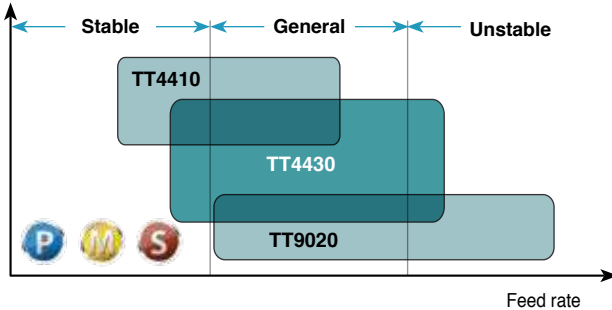 Stable General Unstable
TT4410
TT4430
TT9020
P M S
Feed rate